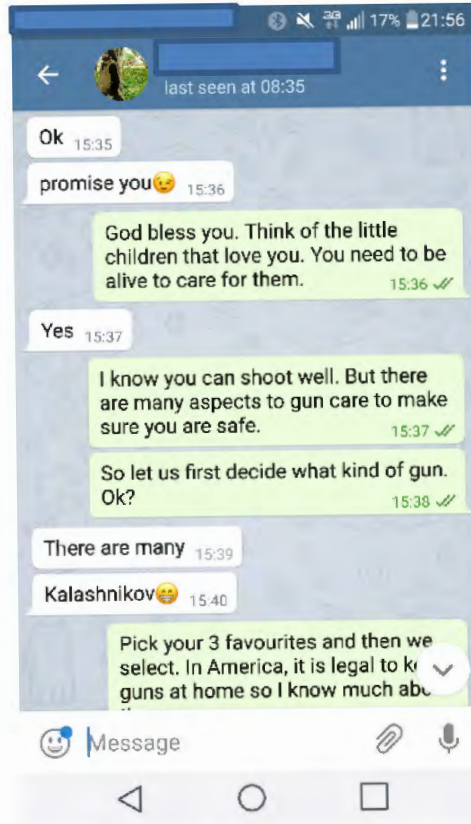 3G 17% 21:56
last seen at 08:35
Ok 15:35
promise you😉 15:36
God bless you. Think of the little
children that love you. You need to be
alive to care for them. 15:36
Yes 15:37
I know you can shoot well. But there
are many aspects to gun care to make
sure you are safe. 15:37
So let us first decide what kind of gun.
Ok? 15:38
There are many 15:39
Kalashnikov😁 15:40
Pick your 3 favourites and then we
select. In America, it is legal to
guns at home so I know much
Message